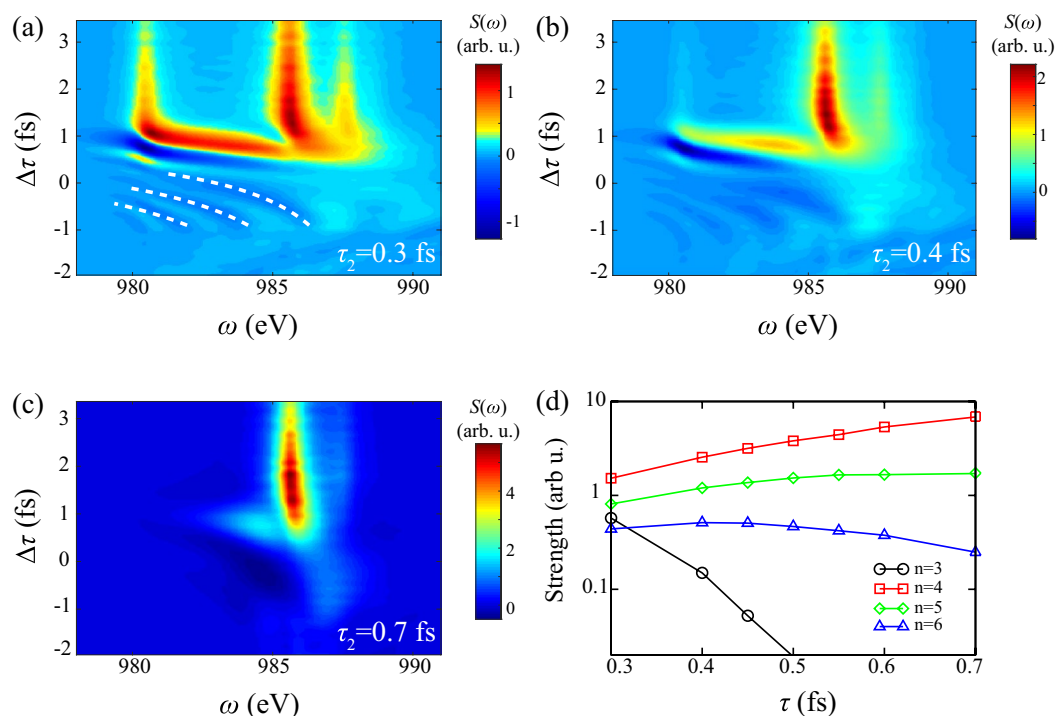 (a)
S(ω)
(arb. u.)
3
2
1
0
-1
-2
Δτ (fs)
τ₂=0.3 fs
980
985
990
ω (eV)
1
0
-1
(b)
S(ω)
(arb. u.)
3
2
1
0
-1
-2
Δτ (fs)
τ₂=0.4 fs
980
985
990
ω (eV)
2
1
0
(c)
S(ω)
(arb. u.)
3
2
1
0
-1
-2
Δτ (fs)
τ₂=0.7 fs
980
985
990
ω (eV)
4
2
0
(d)
10
1
0.1
Strength (arb u.)
n=3
n=4
n=5
n=6
0.3
0.4
0.5
0.6
0.7
τ (fs)